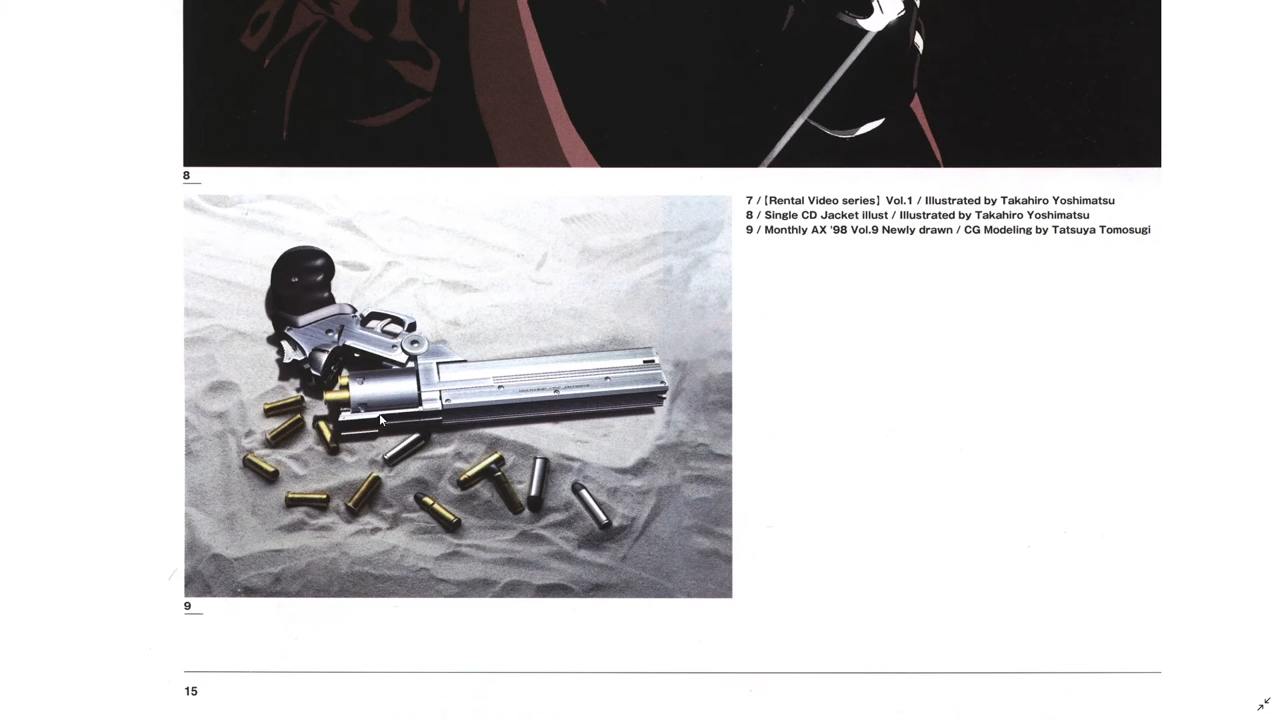 8
7 / [Rental Video series] Vol.1 / Illustrated by Takahiro Yoshimatsu
8 / Single CD Jacket illust / Illustrated by Takahiro Yoshimatsu
9 / Monthly AX '98 Vol.9 Newly drawn / CG Modeling by Tatsuya Tomosugi
9
15